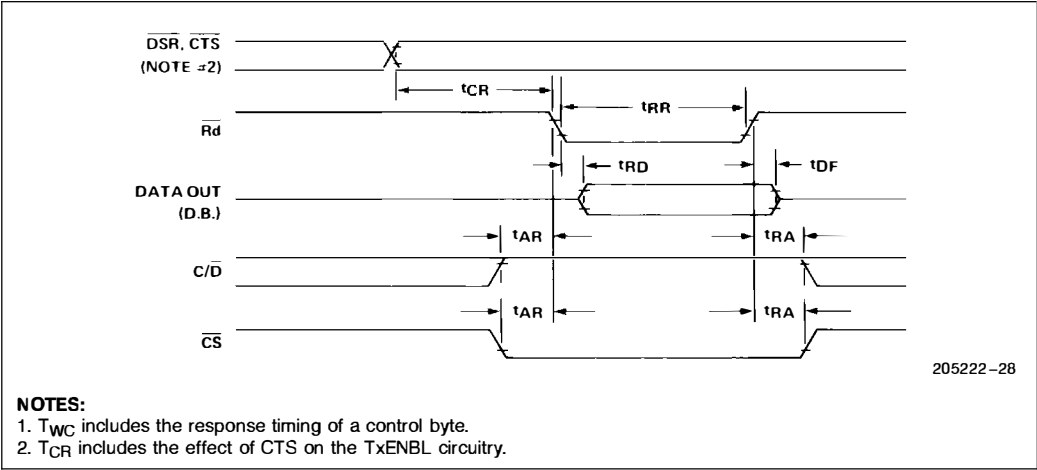 DSR, CTS
(NOTE #2)
tCR
tRR
Rd
tRD
tDF
DATA OUT
(D.B.)
tAR
tRA
C/D
tAR
tRA
CS
205222-28
NOTES:
1. TWC includes the response timing of a control byte.
2. TCR includes the effect of CTS on the TxENBL circuitry.